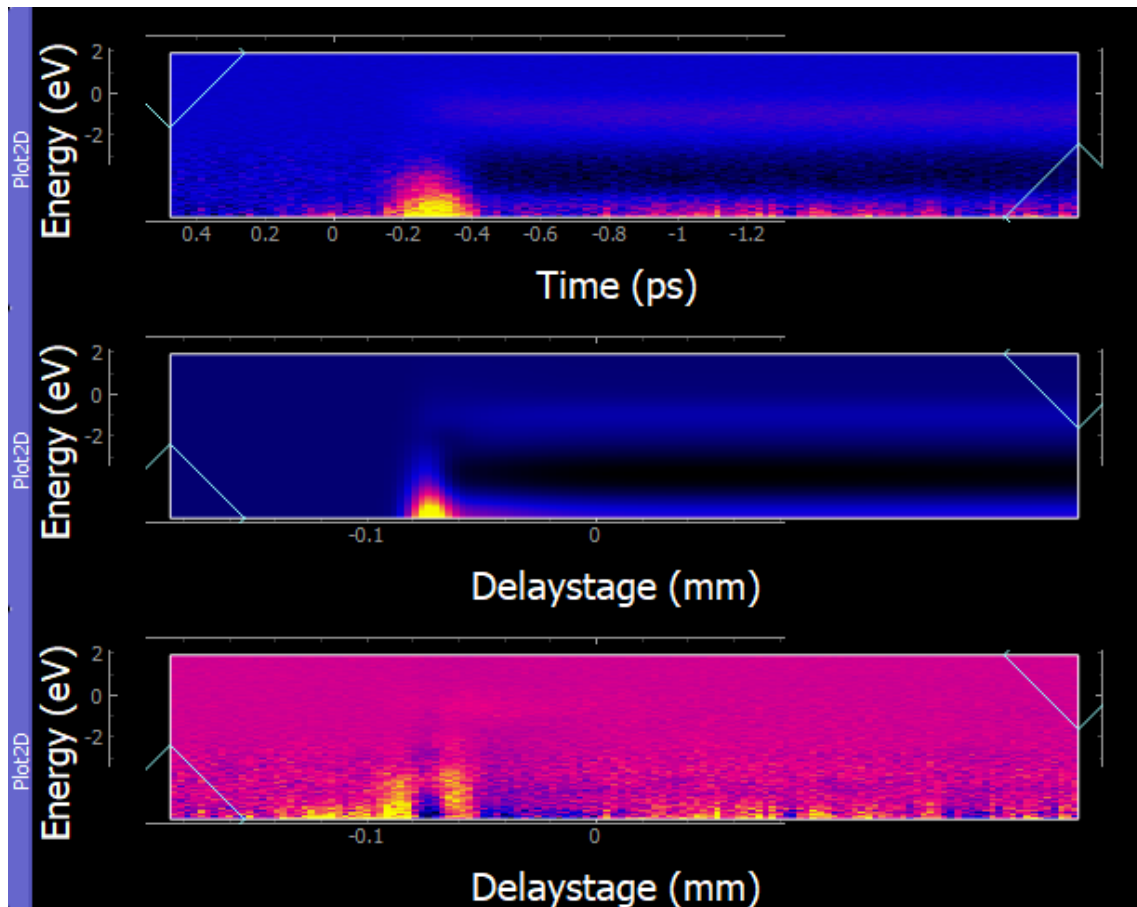 Plot2D
Energy (eV)
2
0
-2
0.4 0.2 0 -0.2 -0.4 -0.6 -0.8 -1 -1.2
Time (ps)
Plot2D
Energy (eV)
2
0
-2
-0.1 0
Delaystage (mm)
Plot2D
Energy (eV)
2
0
-2
-0.1 0
Delaystage (mm)